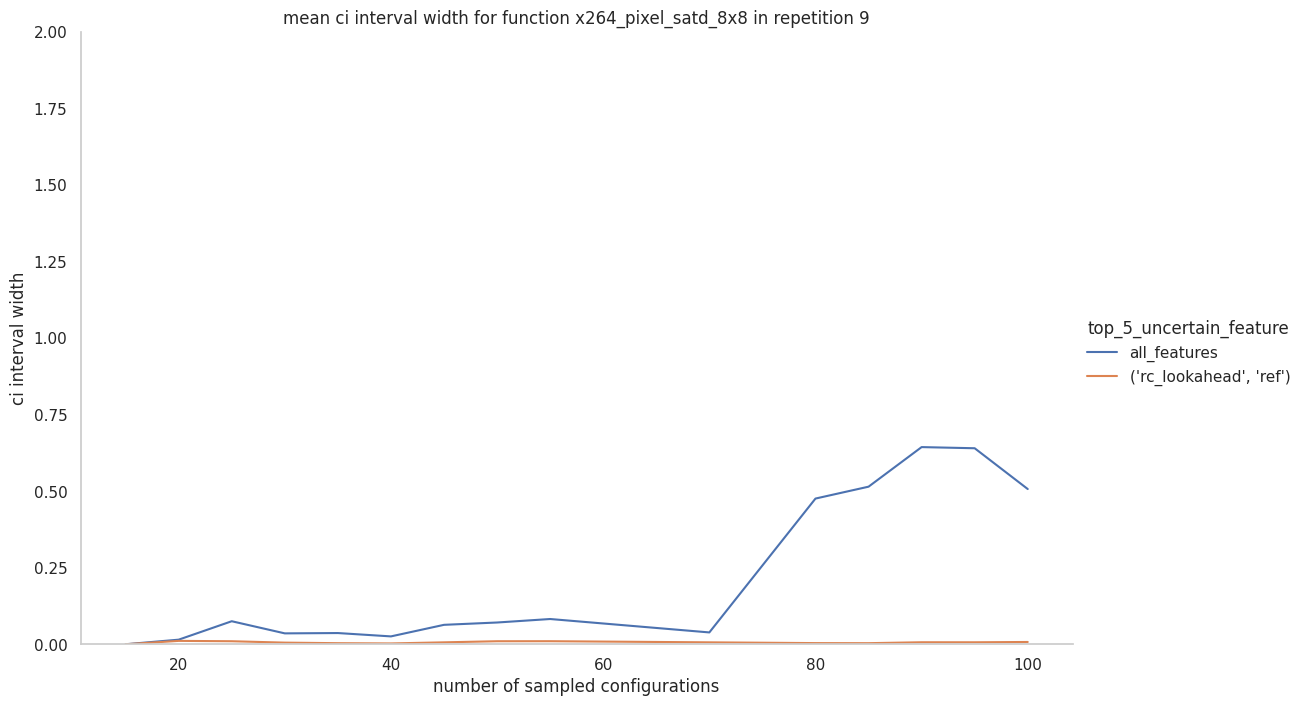 mean ci interval width for function x264_pixel_satd_8x8 in repetition 9
2.00
1.75
1.50
1.25
1.00
0.75
0.50
0.25
0.00
ci interval width
20
40
60
80
100
number of sampled configurations
top_5_uncertain_feature
all_features
('rc_lookahead', 'ref')